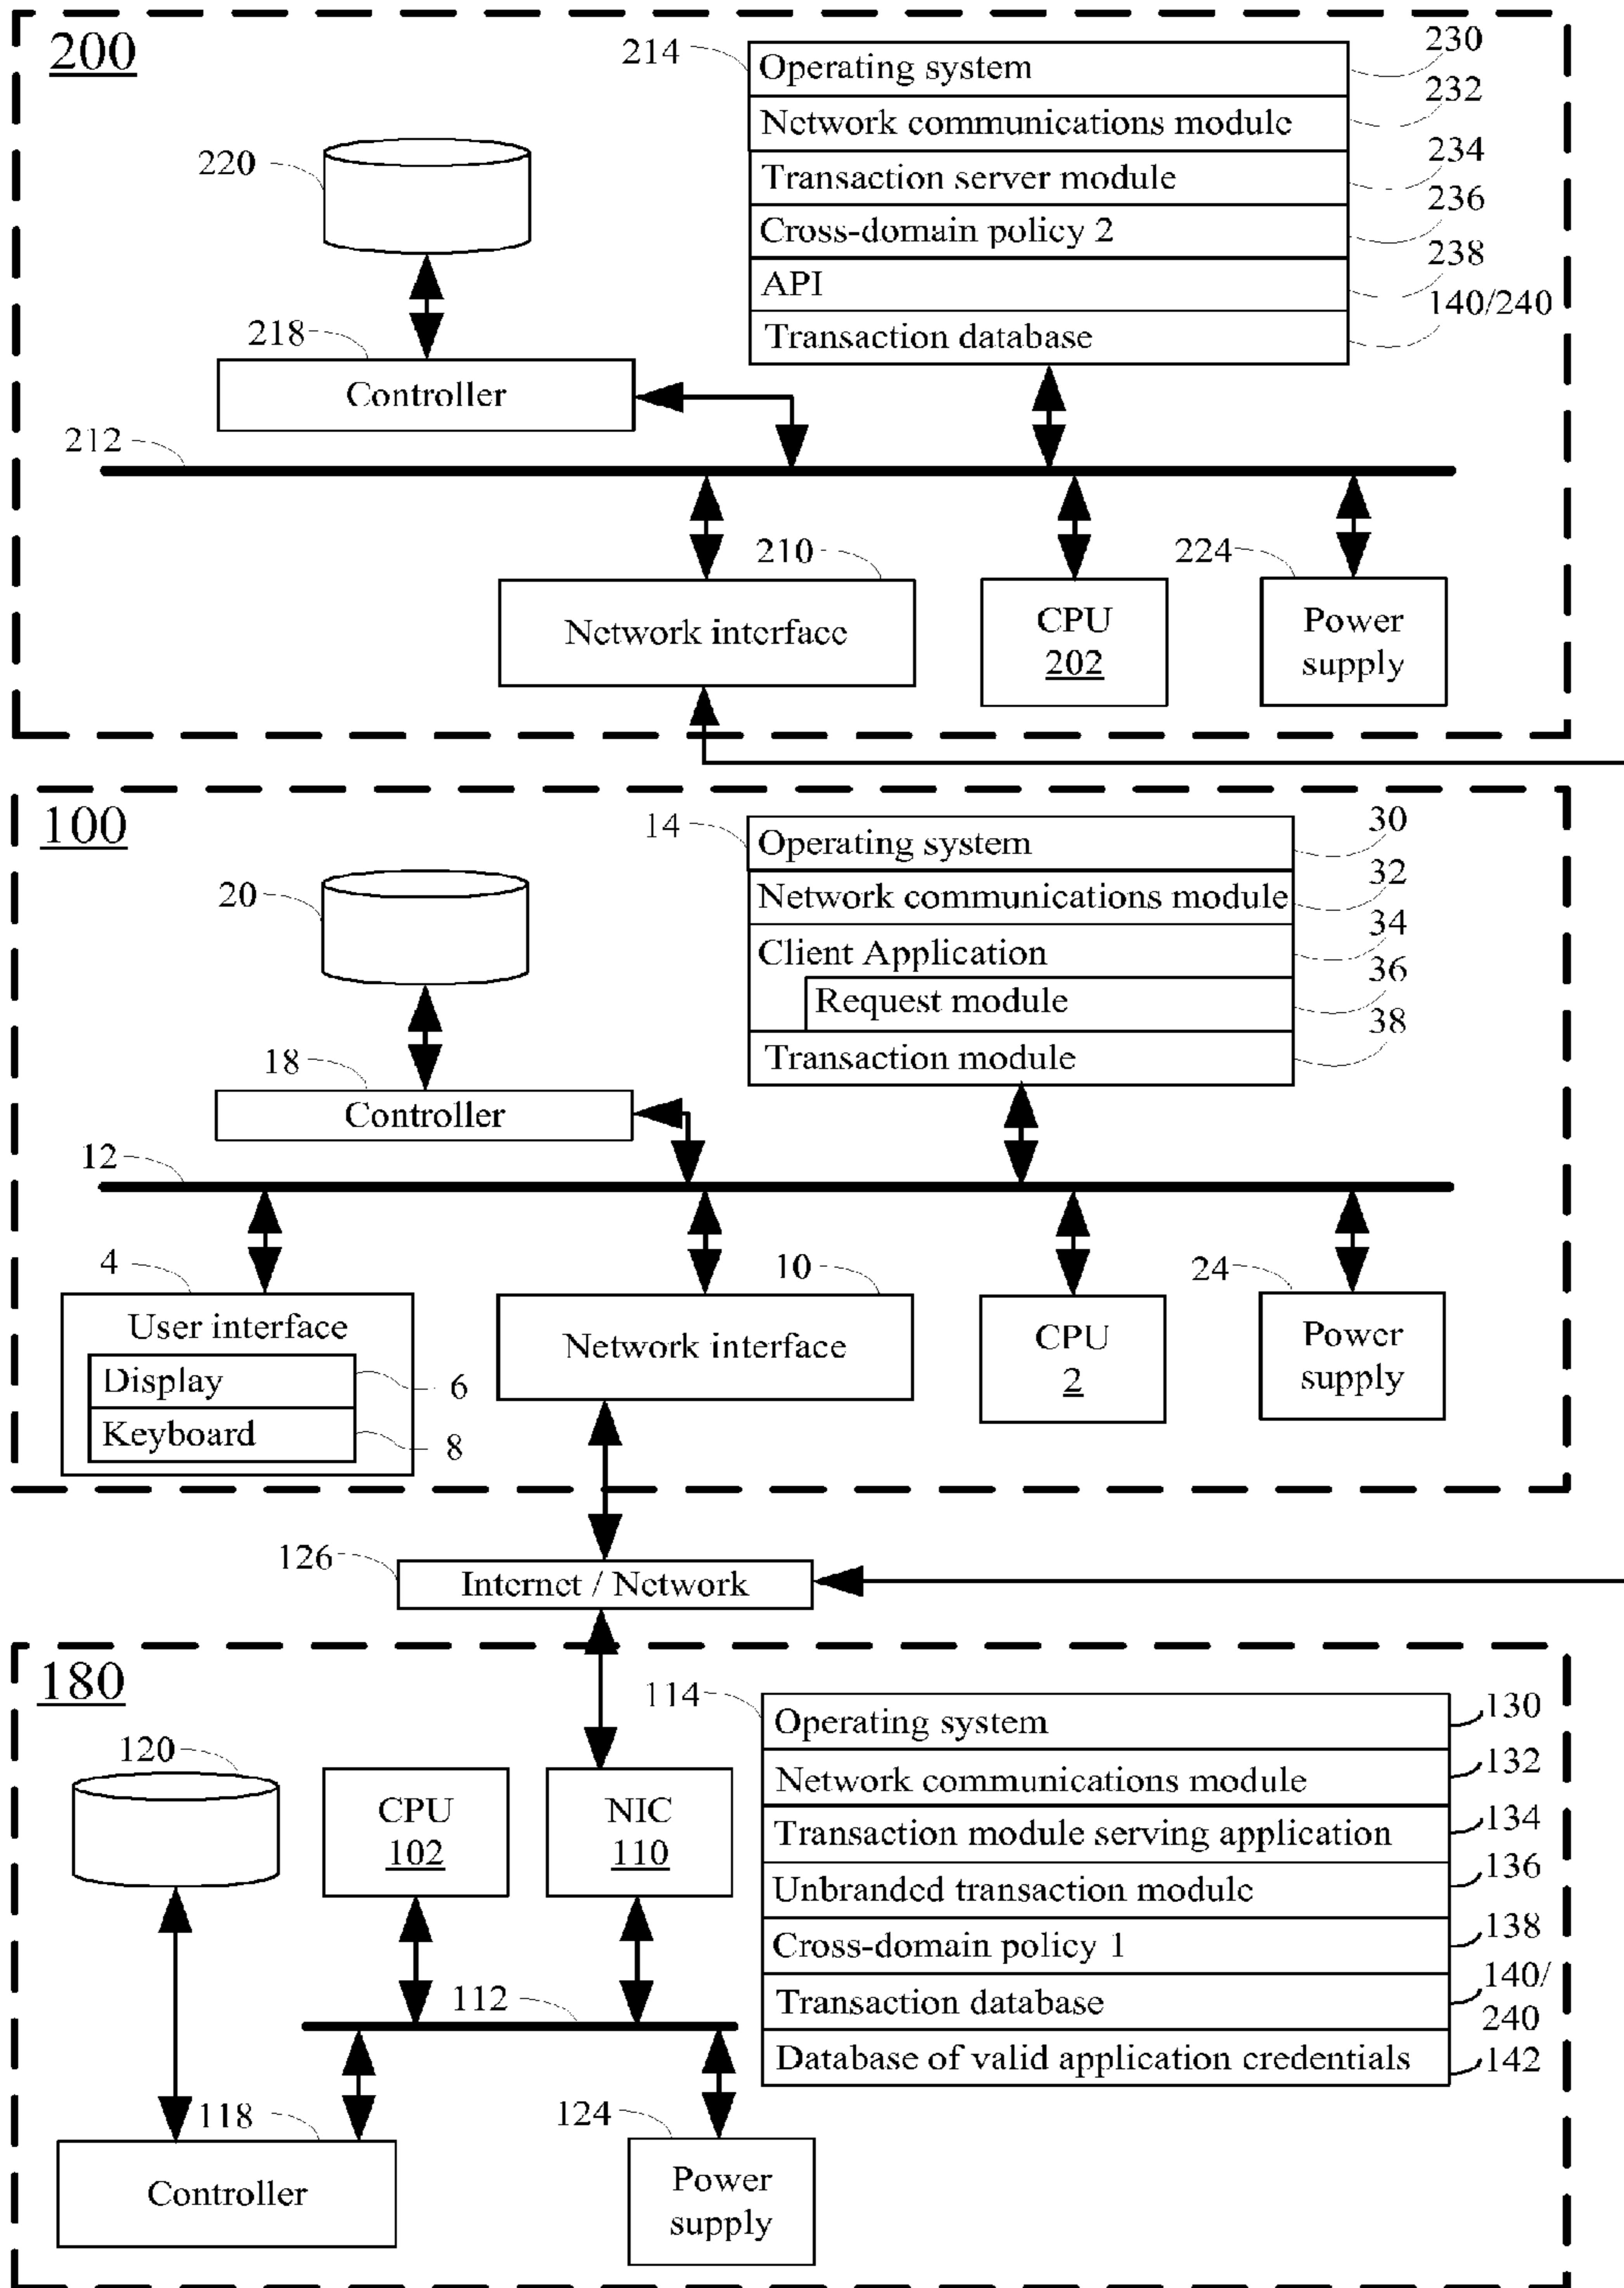 200
214
Operating system
230
Network communications module
232
Transaction server module
234
Cross-domain policy 2
236
API
238
Transaction database
140/240
220
218
Controller
212
210
Network interface
CPU
202
224
Power
supply
100
14
Operating system
30
Network communications module
32
Client Application
34
Request module
36
Transaction module
38
20
18
Controller
12
4
User interface
Display
6
Keyboard
8
10
Network interface
CPU
2
24
Power
supply
126
Internet / Network
180
114
Operating system
130
Network communications module
132
Transaction module serving application
134
Unbranded transaction module
136
Cross-domain policy 1
138
Transaction database
140/
240
Database of valid application credentials
142
120
CPU
102
NIC
110
112
118
Controller
124
Power
supply